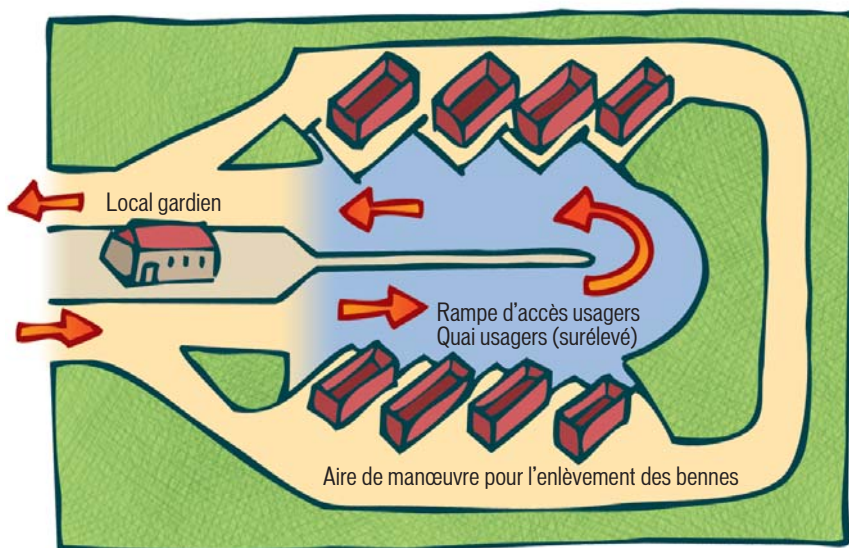 Local gardien
Rampe d'accès usagers
Quai usagers (surélevé)
Aire de manœuvre pour l'enlèvement des bennes